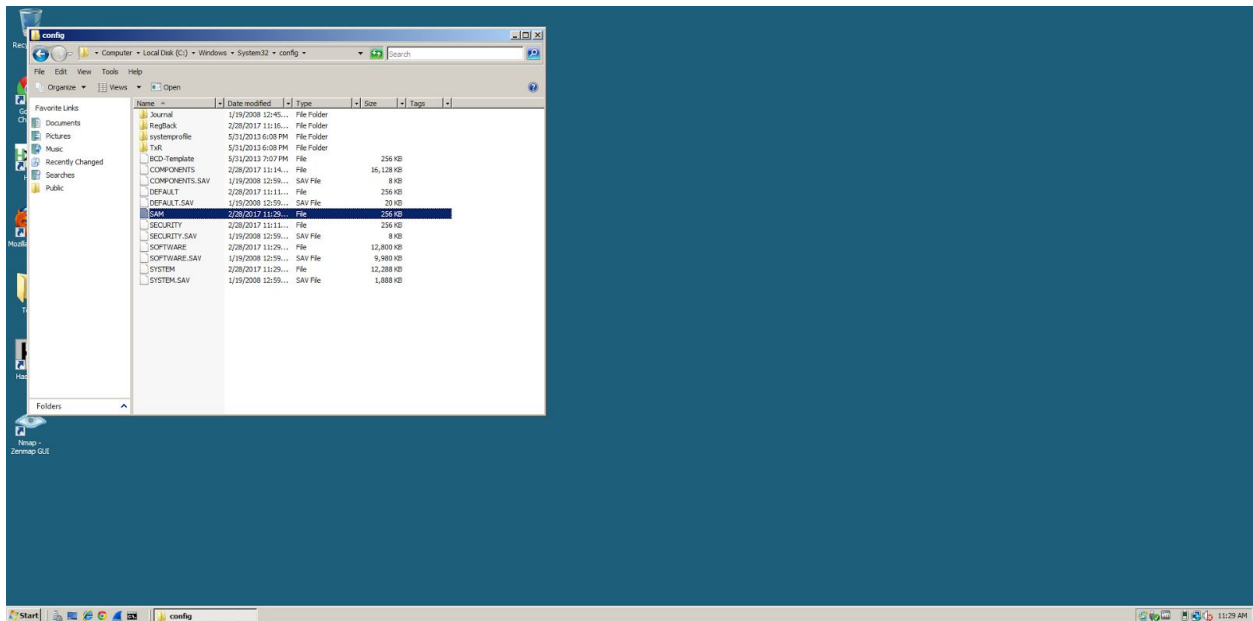 config
Computer Local Disk (C:) Windows System32 config
Search
File Edit View Tools Help
Organize Views Open
Favorite Links
Documents
Pictures
Music
Recently Changed
Searches
Public
Folders
Name Date modified Type Size Tags
Journal 1/19/2008 12:45... File Folder
RegBack 2/28/2017 11:16... File Folder
systemprofile 5/31/2013 6:08 PM File Folder
TxR 5/31/2013 6:08 PM File Folder
BCD-Template 5/31/2013 7:07 PM File 256 KB
COMPONENTS 2/28/2017 11:14... File 16,128 KB
COMPONENTS.SAV 1/19/2008 12:59... SAV File 8 KB
DEFAULT 2/28/2017 11:11... File 256 KB
DEFAULT.SAV 1/19/2008 12:59... SAV File 20 KB
SAM 2/28/2017 11:29... File 256 KB
SECURITY 2/28/2017 11:11... File 256 KB
SECURITY.SAV 1/19/2008 12:59... SAV File 8 KB
SOFTWARE 2/28/2017 11:29... File 12,800 KB
SOFTWARE.SAV 1/19/2008 12:59... SAV File 9,980 KB
SYSTEM 2/28/2017 11:29... File 12,288 KB
SYSTEM.SAV 1/19/2008 12:59... SAV File 1,888 KB
Nmap -
Zenmap GUI
Start
config
11:29 AM